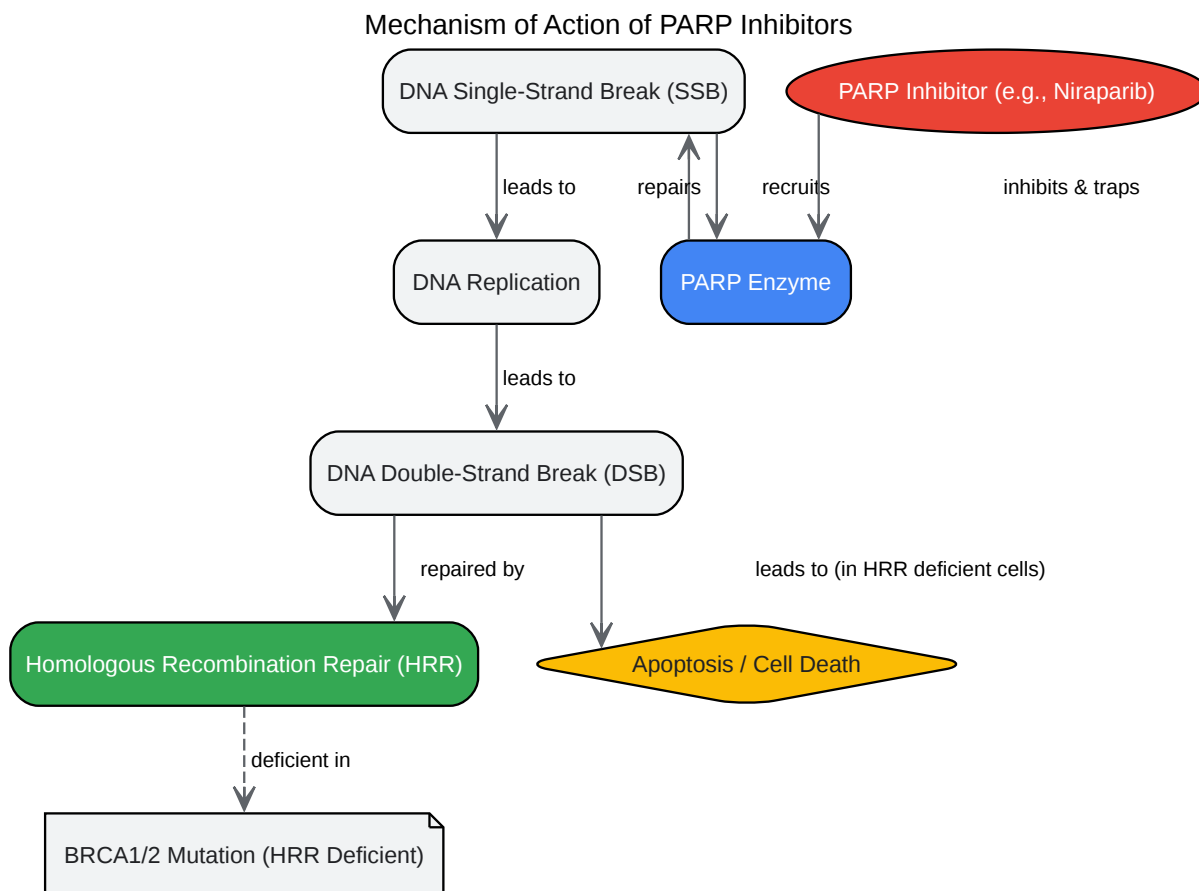 Mechanism of Action of PARP Inhibitors
DNA Single-Strand Break (SSB)
PARP Inhibitor (e.g., Niraparib)
leads to
repairs
recruits
inhibits & traps
DNA Replication
PARP Enzyme
leads to
DNA Double-Strand Break (DSB)
repaired by
leads to (in HRR deficient cells)
Homologous Recombination Repair (HRR)
Apoptosis / Cell Death
deficient in
BRCA1/2 Mutation (HRR Deficient)